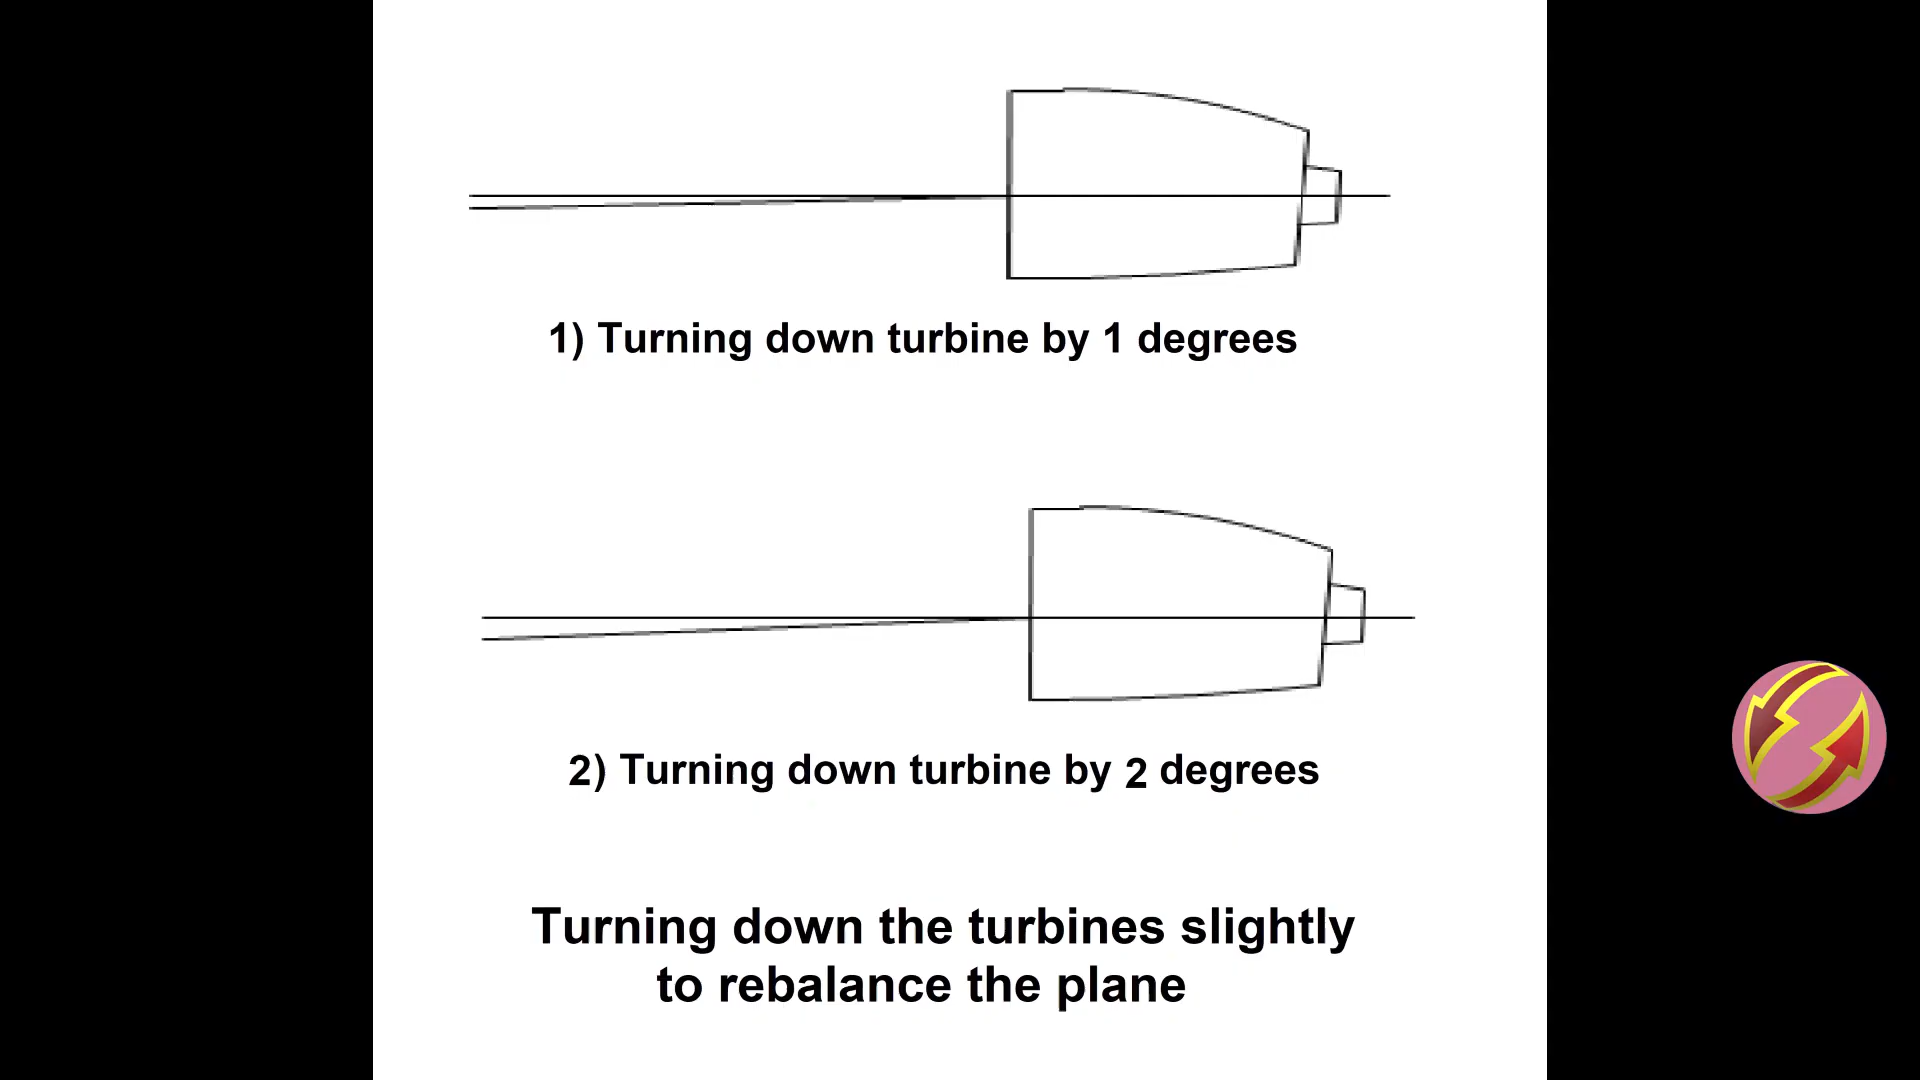 1) Turning down turbine by 1 degrees
2) Turning down turbine by 2 degrees
Turning down the turbines slightly
to rebalance the plane